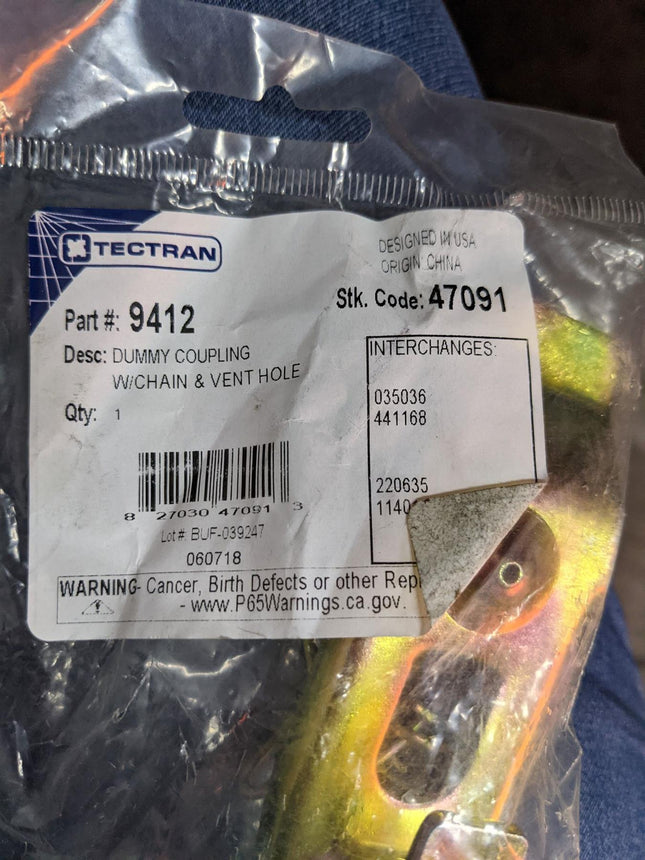 TECTRAN
DESIGNED IN USA
ORIGIN: CHINA
Part #: 9412
Stk. Code: 47091
Desc: DUMMY COUPLING
W/CHAIN & VENT HOLE
Qty: 1
INTERCHANGES:
035036
441168
220635
8 27030 47091 3
Lot # BUF-039247
060718
WARNING- Cancer, Birth Defects or other
- www.P65Warnings.ca.gov.